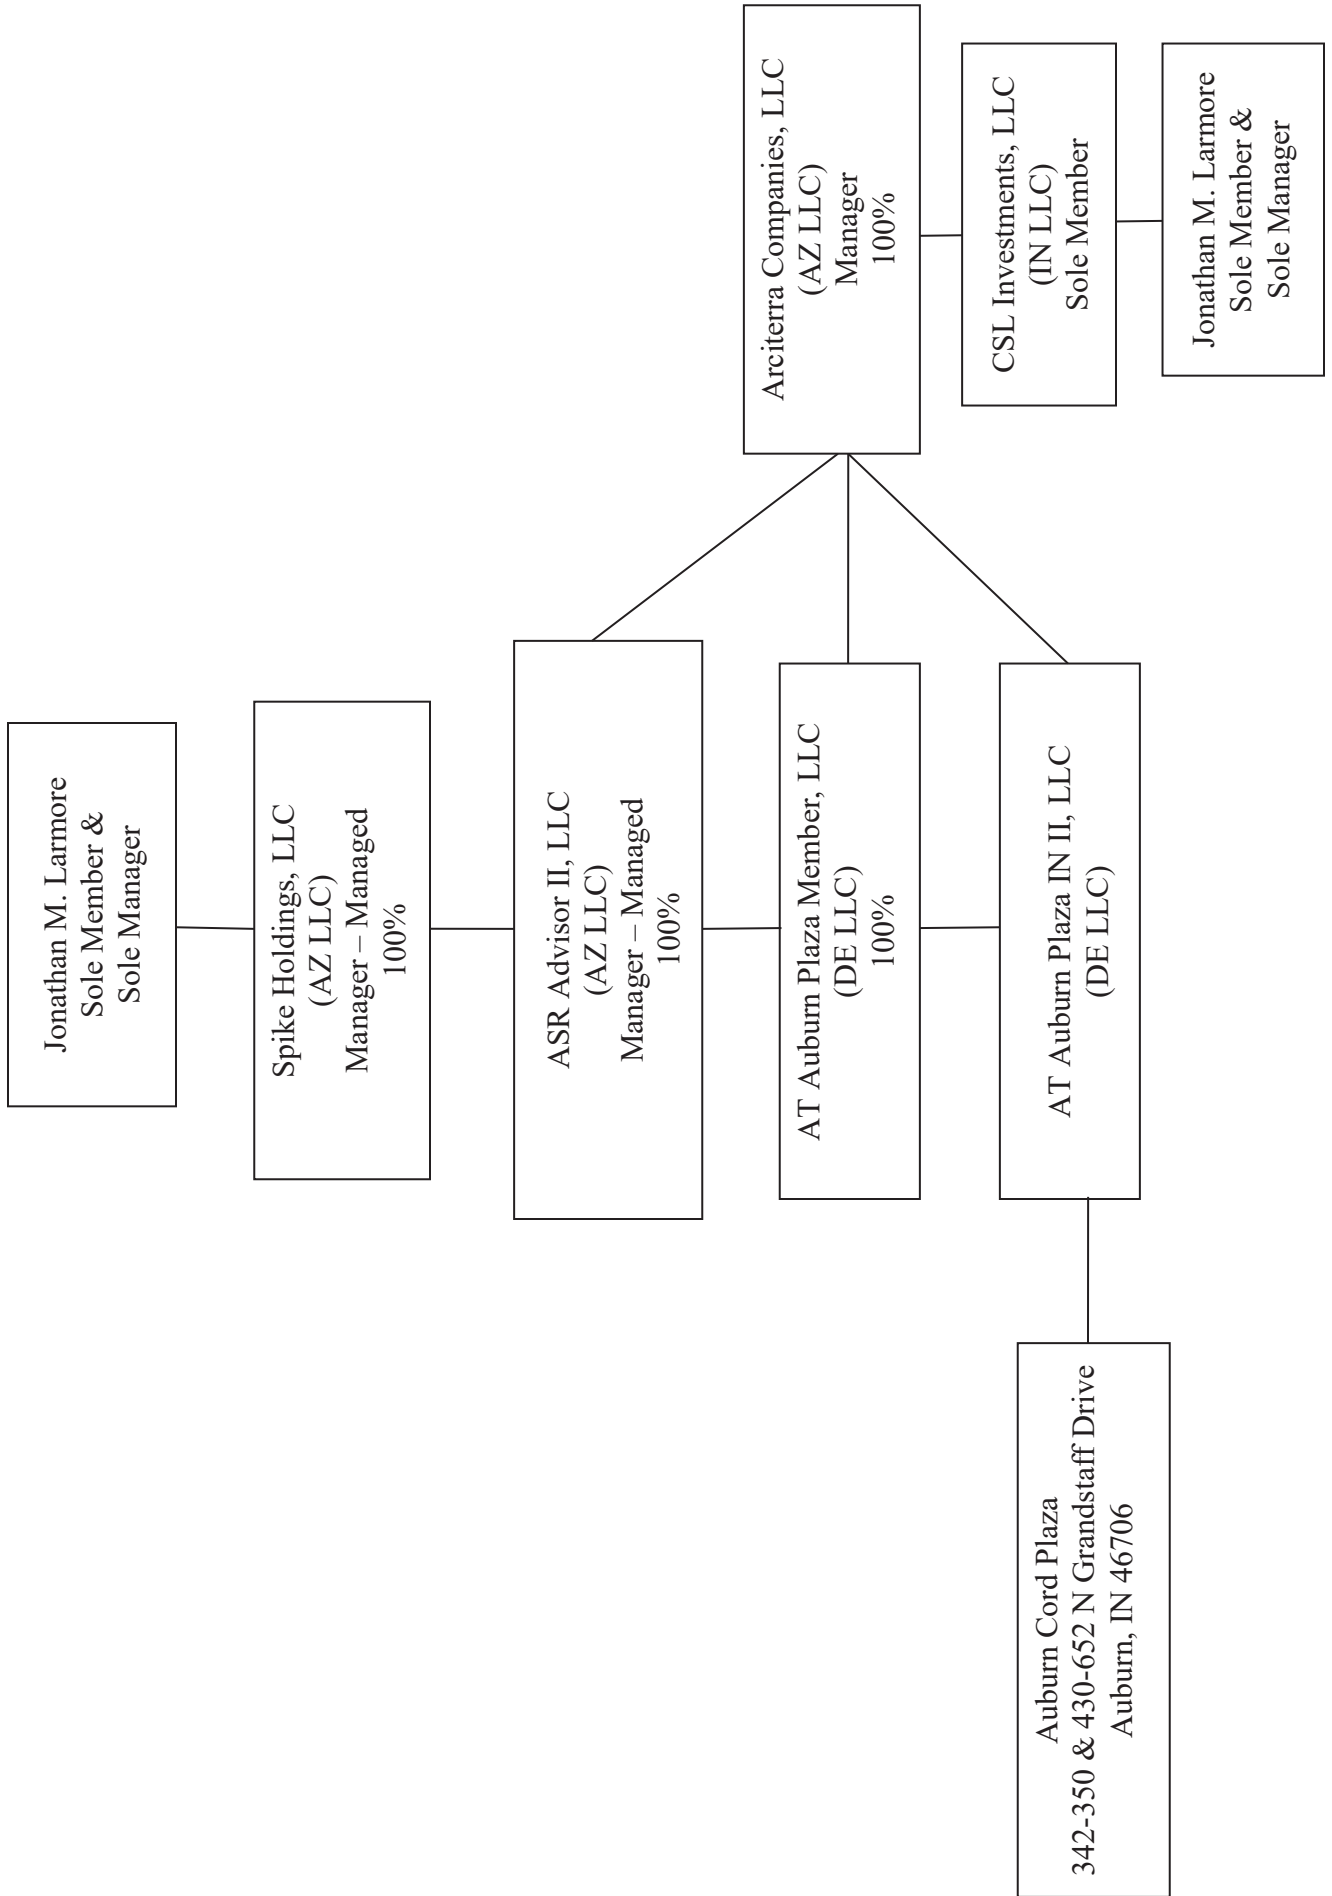 Jonathan M. Larmore
Sole Member &
Sole Manager
Spike Holdings, LLC
(AZ LLC)
Manager – Managed
100%
ASR Advisor II, LLC
(AZ LLC)
Manager – Managed
100%
AT Auburn Plaza Member, LLC
(DE LLC)
100%
AT Auburn Plaza IN II, LLC
(DE LLC)
Auburn Cord Plaza
342-350 & 430-652 N Grandstaff Drive
Auburn, IN 46706
Arciterra Companies, LLC
(AZ LLC)
Manager
100%
CSL Investments, LLC
(IN LLC)
Sole Member
Jonathan M. Larmore
Sole Member &
Sole Manager